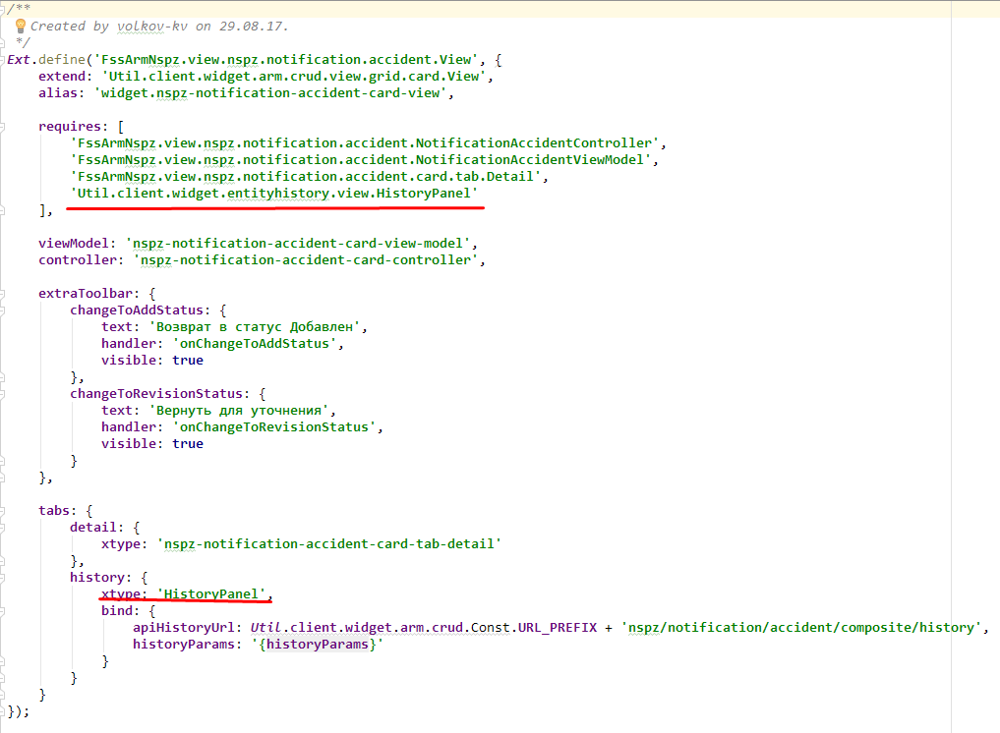 /**
Created by volkov-kv on 29.08.17.
*/
Ext.define('FssArmNspz.view.nspz.notification.accident.View', {
extend: 'Util.client.widget.arm.crud.view.grid.card.View',
alias: 'widget.nspz-notification-accident-card-view',
requires: [
'FssArmNspz.view.nspz.notification.accident.NotificationAccidentController',
'FssArmNspz.view.nspz.notification.accident.NotificationAccidentViewModel',
'FssArmNspz.view.nspz.notification.accident.card.tab.Detail',
'Util.client.widget.entityhistory.view.HistoryPanel'
],
viewModel: 'nspz-notification-accident-card-view-model',
controller: 'nspz-notification-accident-card-controller',
extraToolbar: {
changeToAddStatus: {
text: 'Возврат в статус Добавлен',
handler: 'onChangeToAddStatus',
visible: true
},
changeToRevisionStatus: {
text: 'Вернуть для уточнения',
handler: 'onChangeToRevisionStatus',
visible: true
}
},
tabs: {
detail: {
xtype: 'nspz-notification-accident-card-tab-detail'
},
history: {
xtype: 'HistoryPanel',
bind: {
apiHistoryUrl: Util.client.widget.arm.crud.Const.URL_PREFIX + 'nspz/notification/accident/composite/history',
historyParams: '{historyParams}'
}
}
}
});